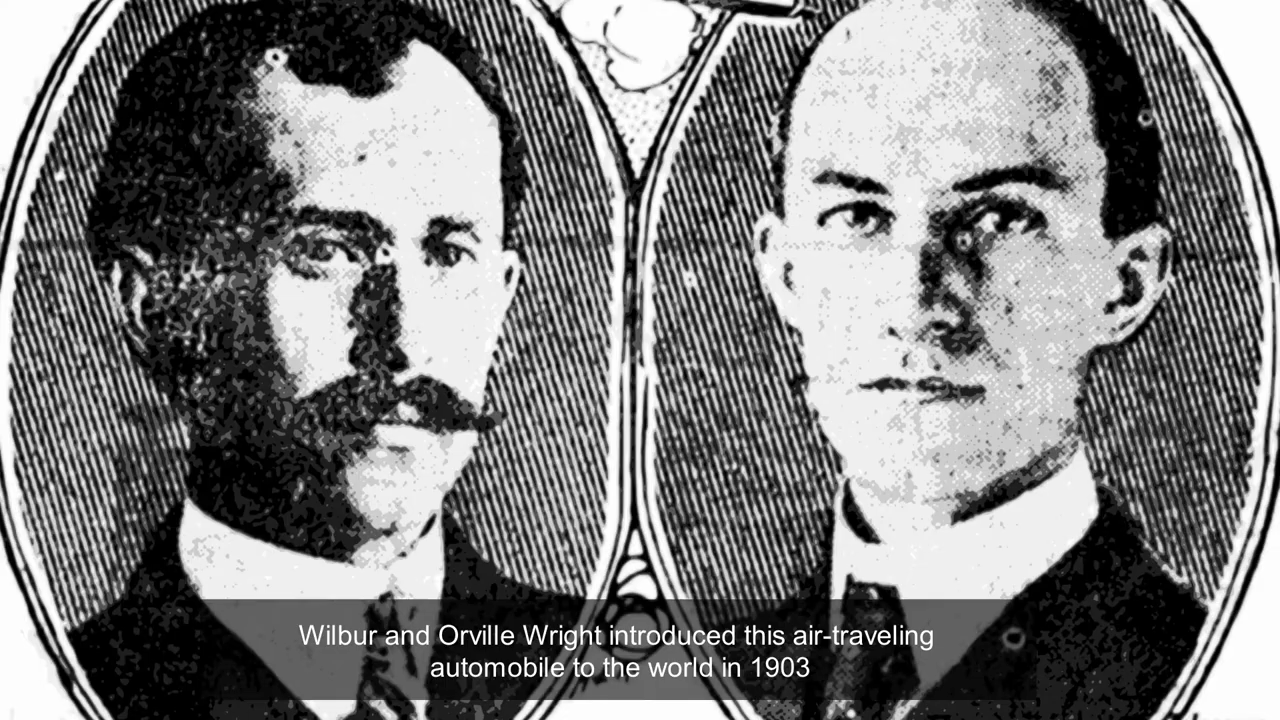 Wilbur and Orville Wright introduced this air-traveling
automobile to the world in 1903